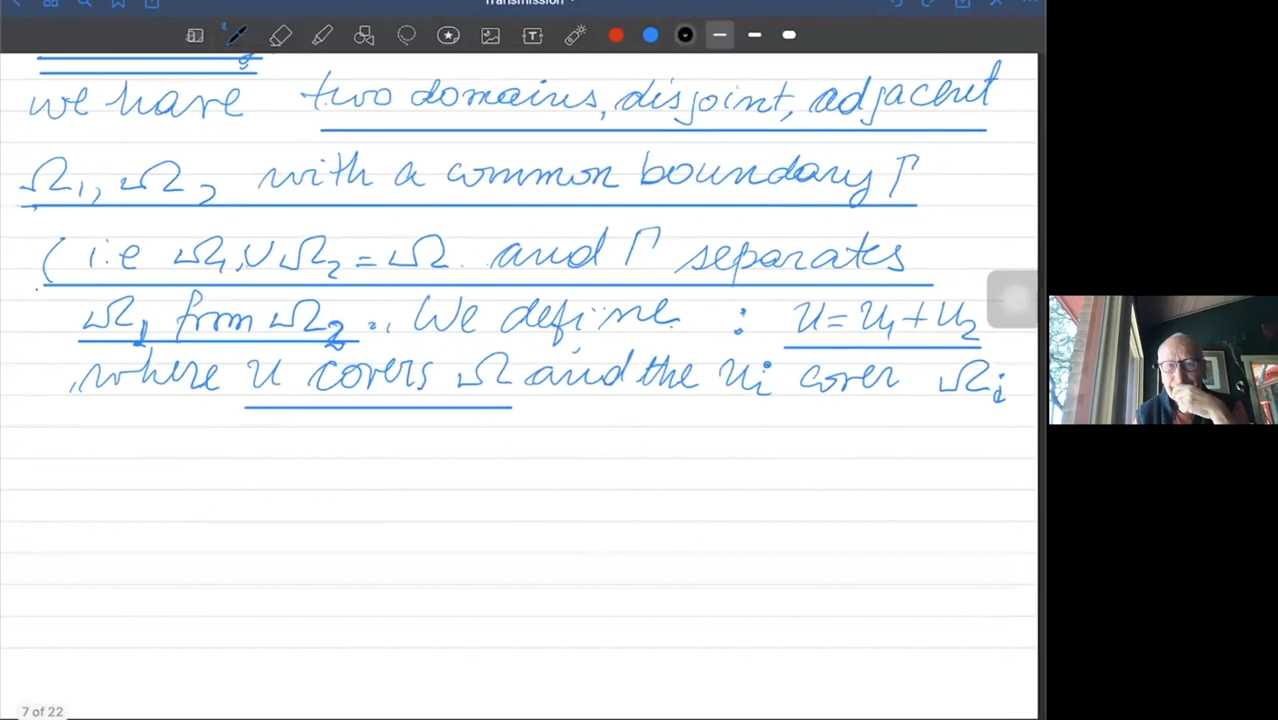 Transmission
we have two domains, disjoint, adjacent
Ω₁, Ω₂ with a common boundary Γ
(i.e Ω₁ ∪ Ω₂ = Ω and Γ separates
Ω₁ from Ω₂. We define : u = u₁ + u₂
, where u covers Ω and the uᵢ cover Ωᵢ
7 of 22